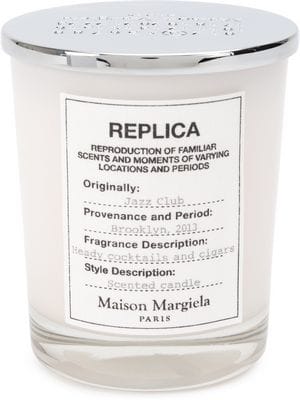 REPLICA
REPRODUCTION OF FAMILIAR
SCENTS AND MOMENTS OF VARYING
LOCATIONS AND PERIODS
Originally:
Jazz Club
Provenance and Period:
Brooklyn, 2013
Fragrance Description:
Heady cocktails and cigars
Style Description:
Scented candle
Maison Margiela
PARIS